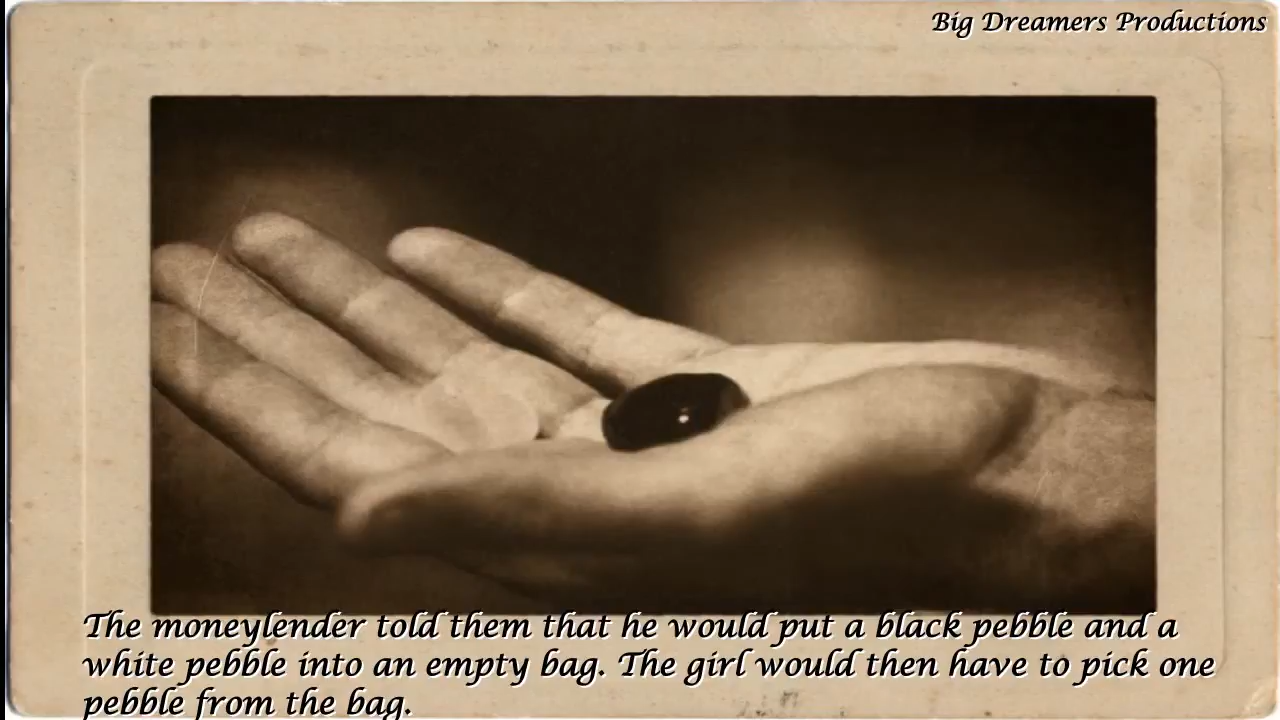 Big Dreamers Productions
The moneylender told them that he would put a black pebble and a
white pebble into an empty bag. The girl would then have to pick one
pebble from the bag.